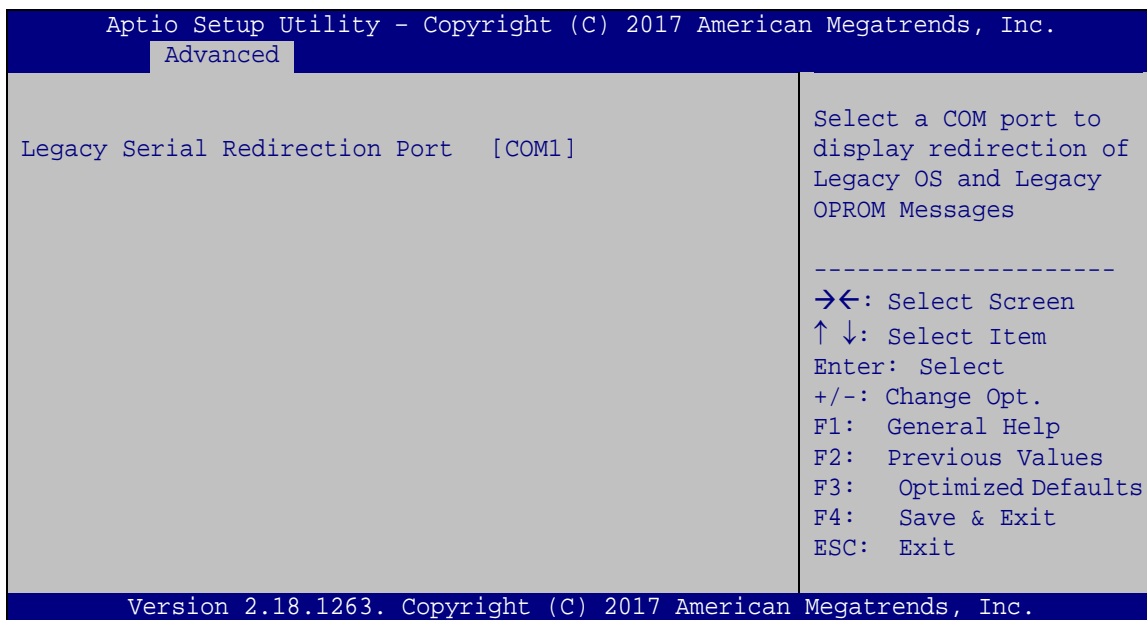 Aptio Setup Utility – Copyright (C) 2017 American Megatrends, Inc.
Advanced
Legacy Serial Redirection Port [COM1]
Select a COM port to
display redirection of
Legacy OS and Legacy
OPROM Messages
---------------------
→←: Select Screen
↑ ↓: Select Item
Enter: Select
+/-: Change Opt.
F1: General Help
F2: Previous Values
F3: Optimized Defaults
F4: Save & Exit
ESC: Exit
Version 2.18.1263. Copyright (C) 2017 American Megatrends, Inc.